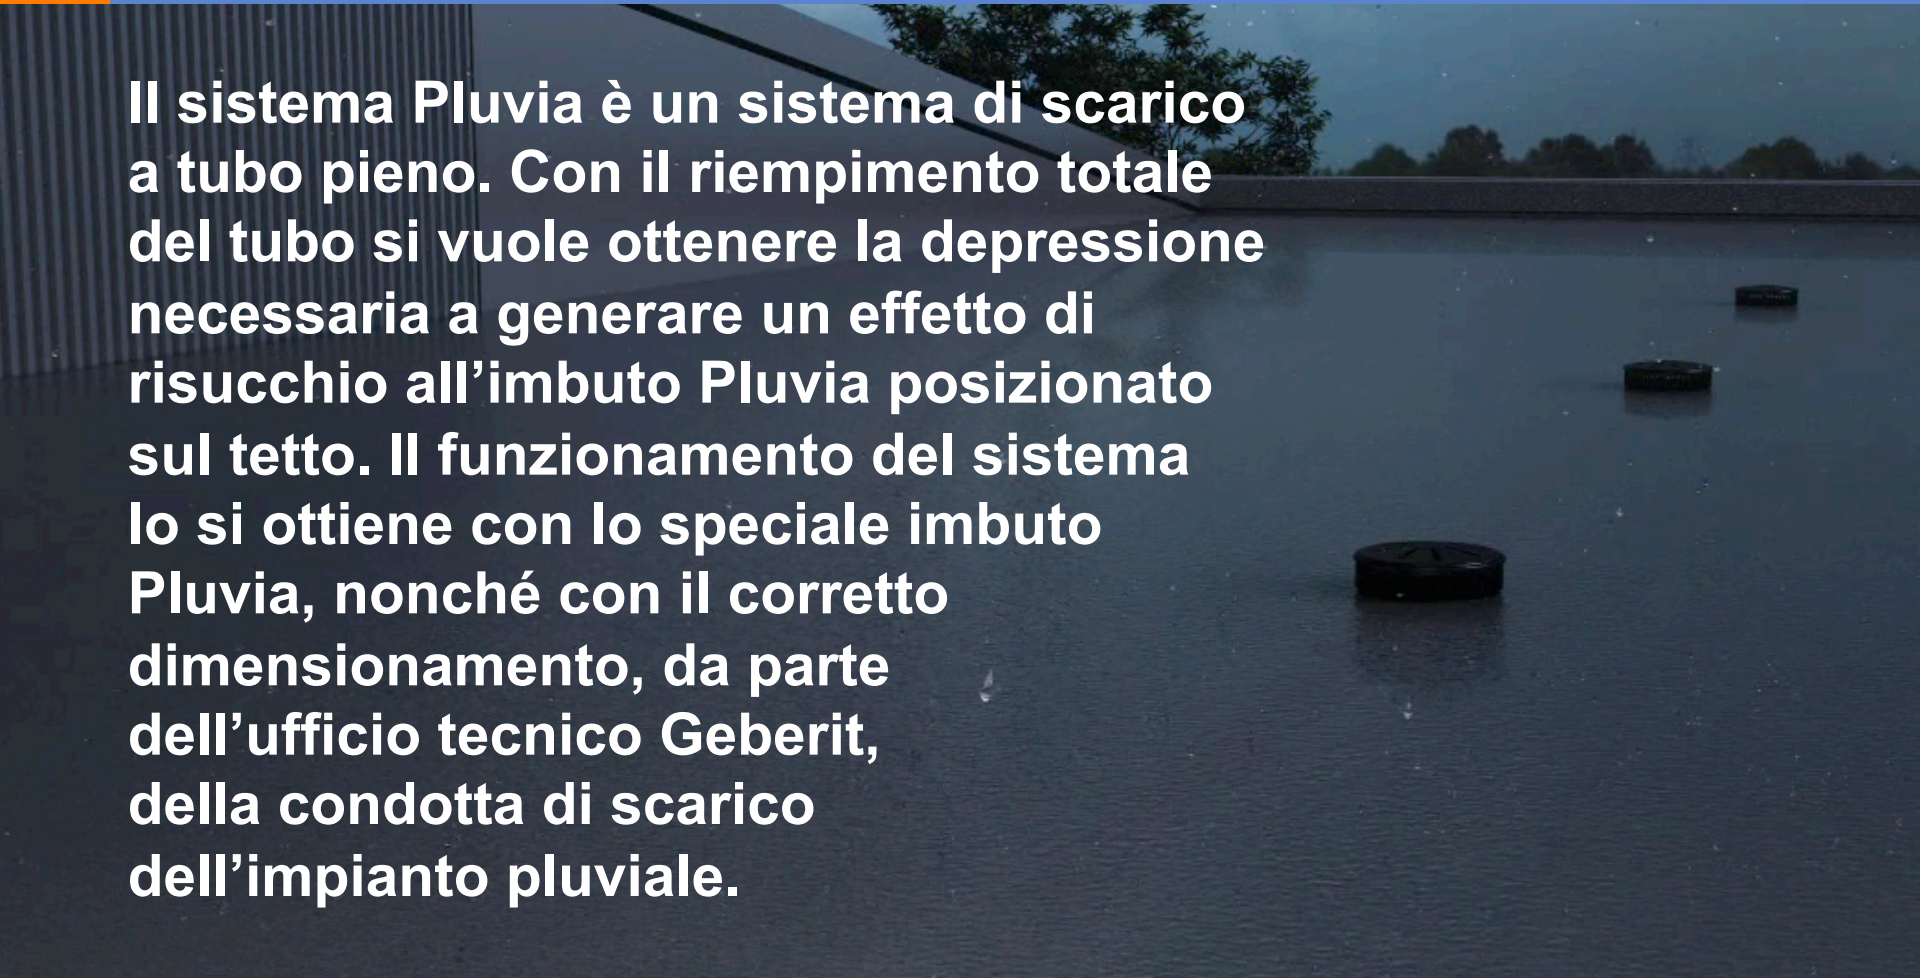 Il sistema Pluvia è un sistema di scarico
a tubo pieno. Con il riempimento totale
del tubo si vuole ottenere la depressione
necessaria a generare un effetto di
risucchio all’imbuto Pluvia posizionato
sul tetto. Il funzionamento del sistema
lo si ottiene con lo speciale imbuto
Pluvia, nonché con il corretto
dimensionamento, da parte
dell’ufficio tecnico Geberit,
della condotta di scarico
dell’impianto pluviale.